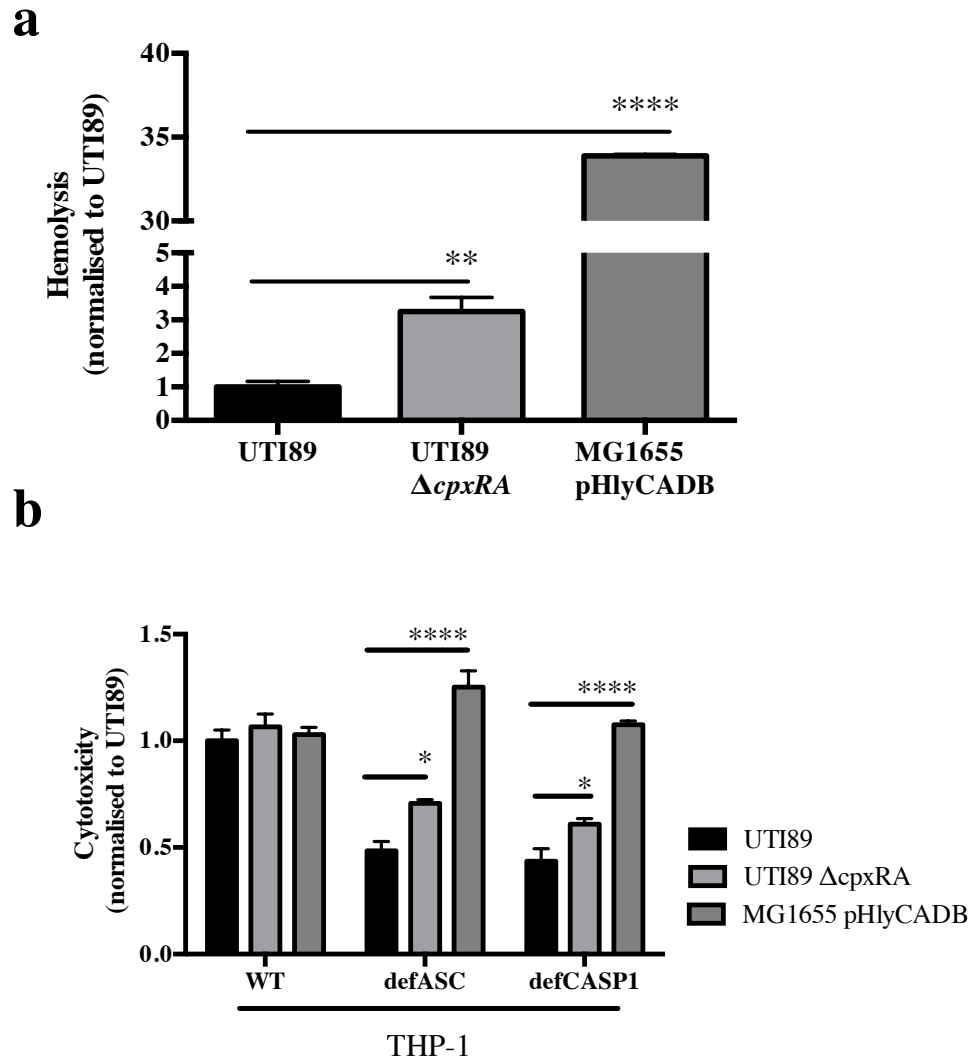 a
Hemolysis
(normalised to UTI89)
40
35
30
5
4
3
2
1
0
****
**
UTI89
UTI89
ΔcpxRA
MG1655
pHlyCADB
b
Cytotoxicity
(normalised to UTI89)
1.5
1.0
0.5
0.0
****
*
****
*
WT
defASC
defCASP1
THP-1
UTI89
UTI89 ΔcpxRA
MG1655 pHlyCADB